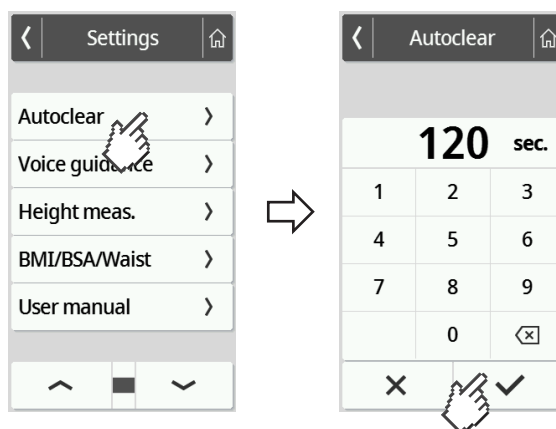 Settings
Autoclear
Voice guidance
Height meas.
BMI/BSA/Waist
User manual
Autoclear
120 sec.
1 2 3
4 5 6
7 8 9
0